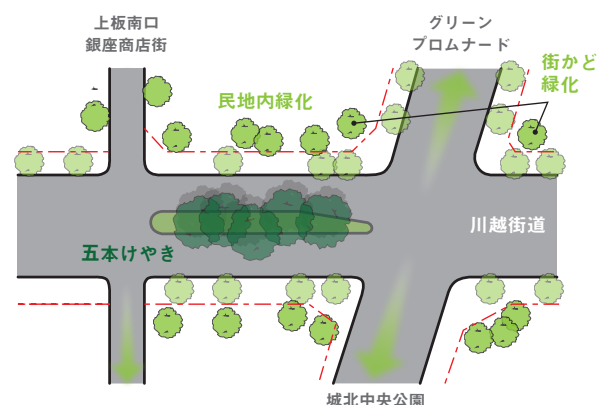 上板南口
銀座商店街
グリーン
プロムナード
街かど
緑化
民地内緑化
川越街道
五本けやき
城北中央公園